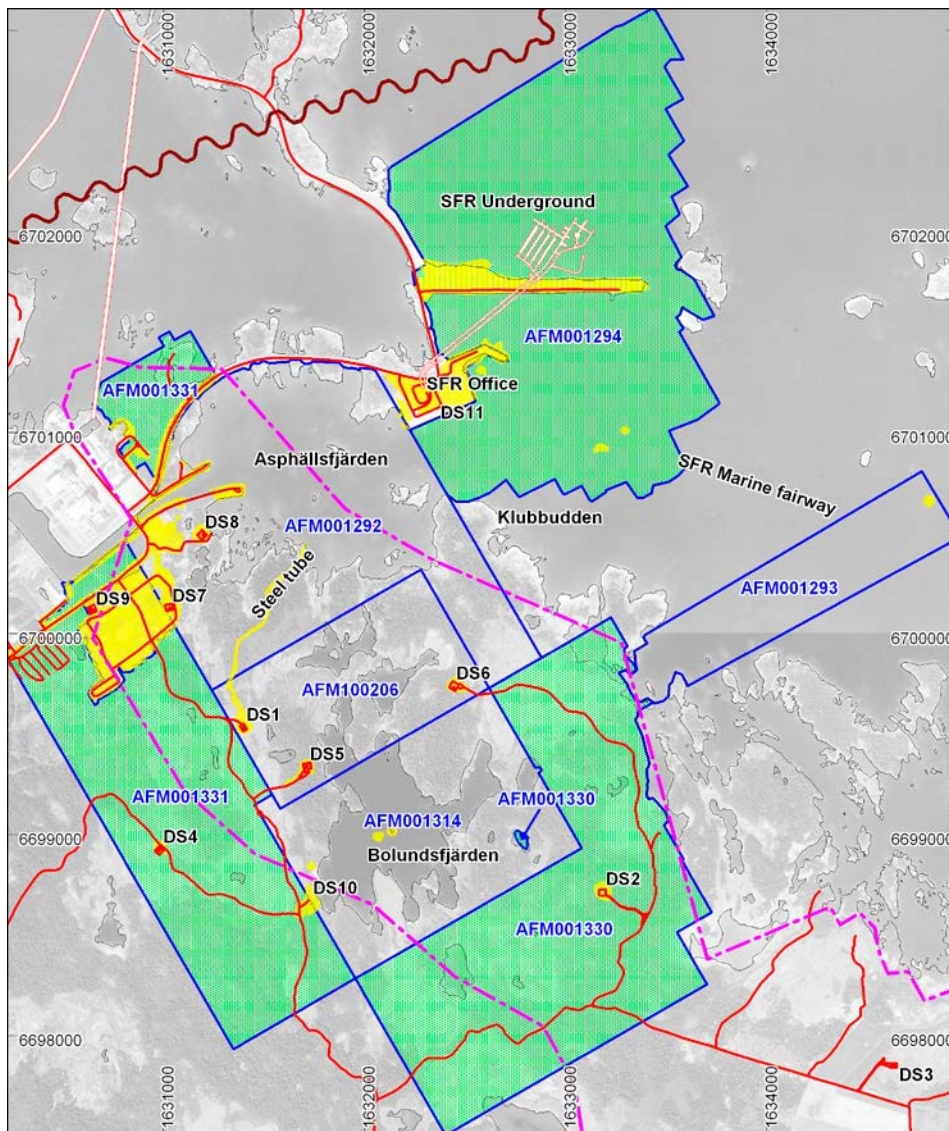 1631000
1632000
1633000
1634000
SFR Underground
6702000
6702000
AFM001294
AFM001331
SFR Office
DS11
6701000
6701000
Asphällsfjärden
SFR Marine fairway
Klubbudden
DS8
AFM001292
Steel tube
AFM001293
DS9
DS7
6700000
6700000
DS6
AFM100206
DS1
DS5
AFM001331
AFM001330
AFM001314
6699000
6699000
DS4
Bolundsfjärden
DS10
DS2
AFM001330
6698000
6698000
DS3
1631000
1632000
1633000
1634000